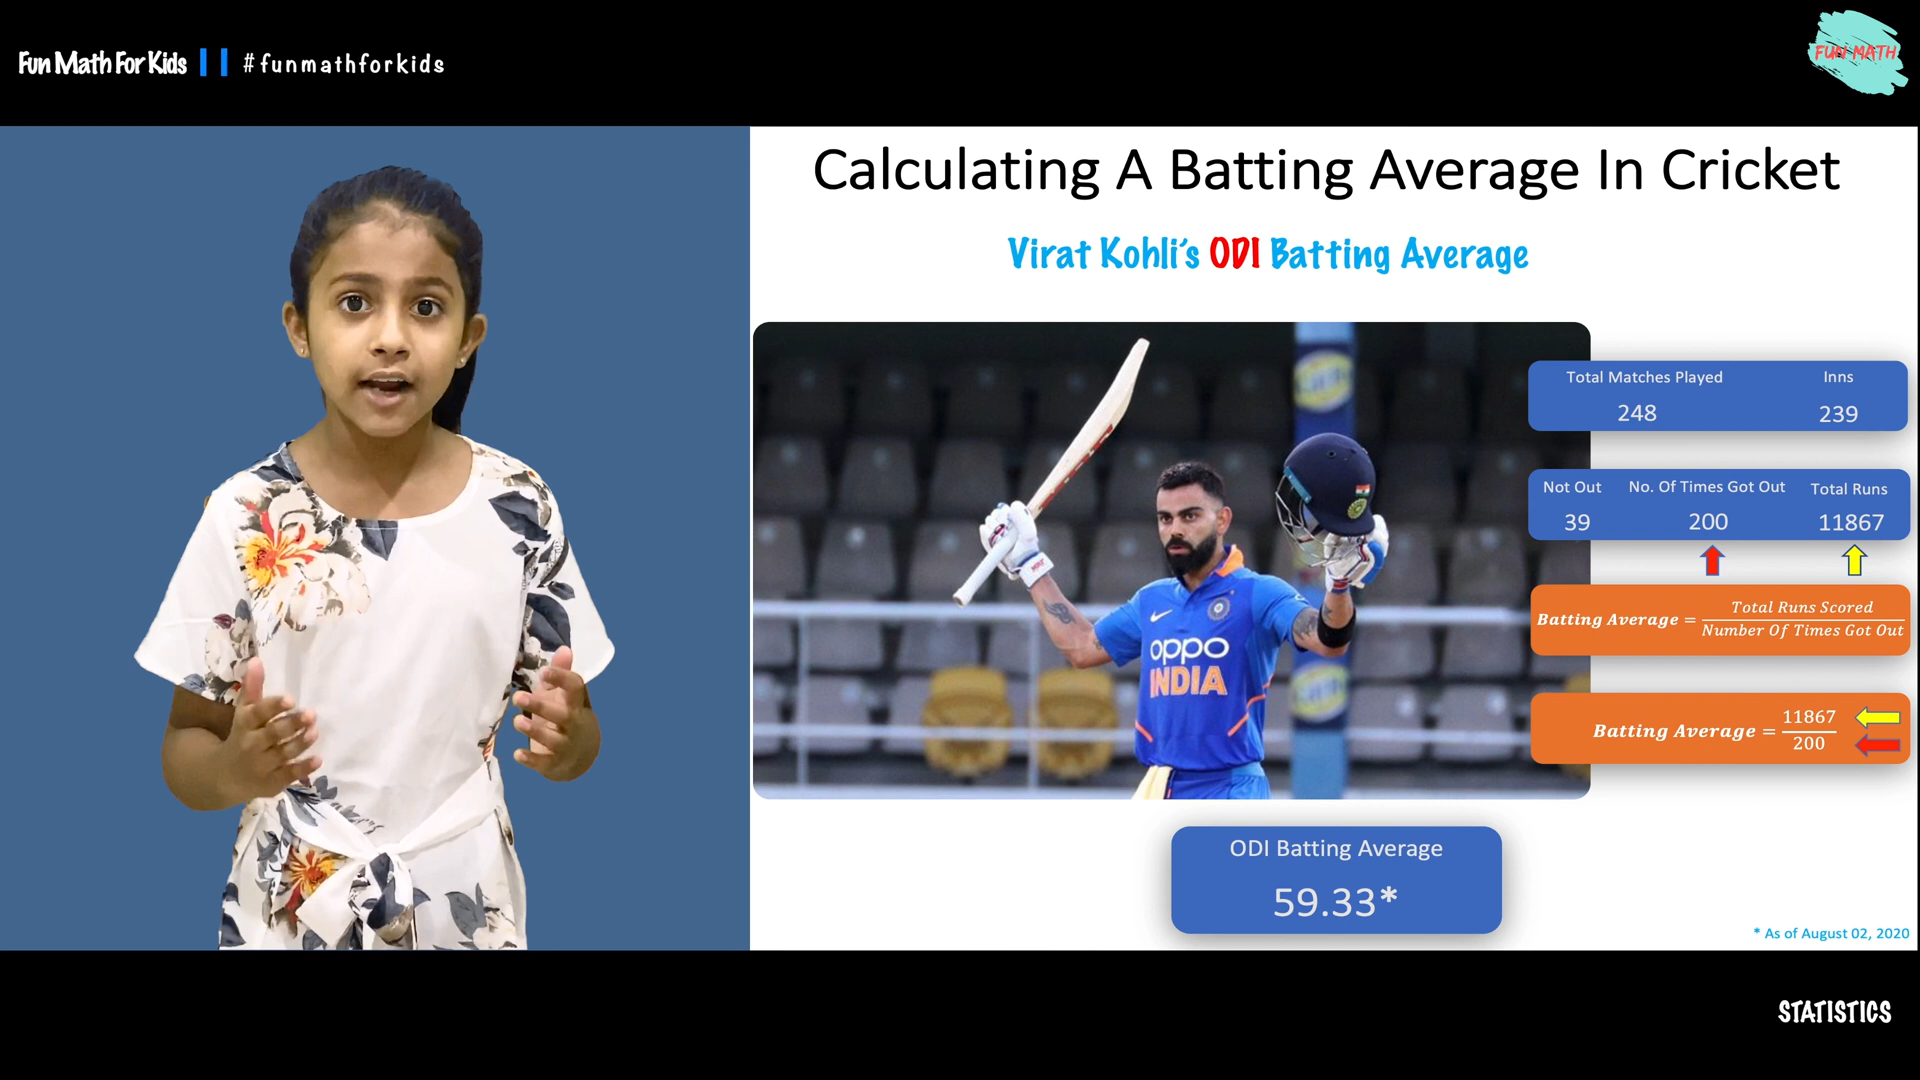 Fun Math For Kids || #funmathforkids
FUN MATH
Calculating A Batting Average In Cricket
Virat Kohli's ODI Batting Average
Total Matches Played Inns
248 239
Not Out No. Of Times Got Out Total Runs
39 200 11867
Batting Average = Total Runs Scored / Number Of Times Got Out
Batting Average = 11867 / 200
oppo
INDIA
ODI Batting Average
59.33*
* As of August 02, 2020
STATISTICS